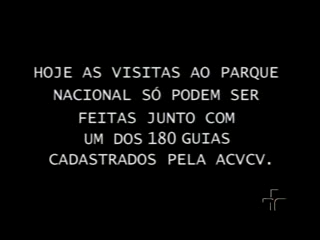 HOJE AS VISITAS AO PARQUE
NACIONAL SÓ PODEM SER
FEITAS JUNTO COM
UM DOS 180 GUIAS
CADASTRADOS PELA ACVCV.